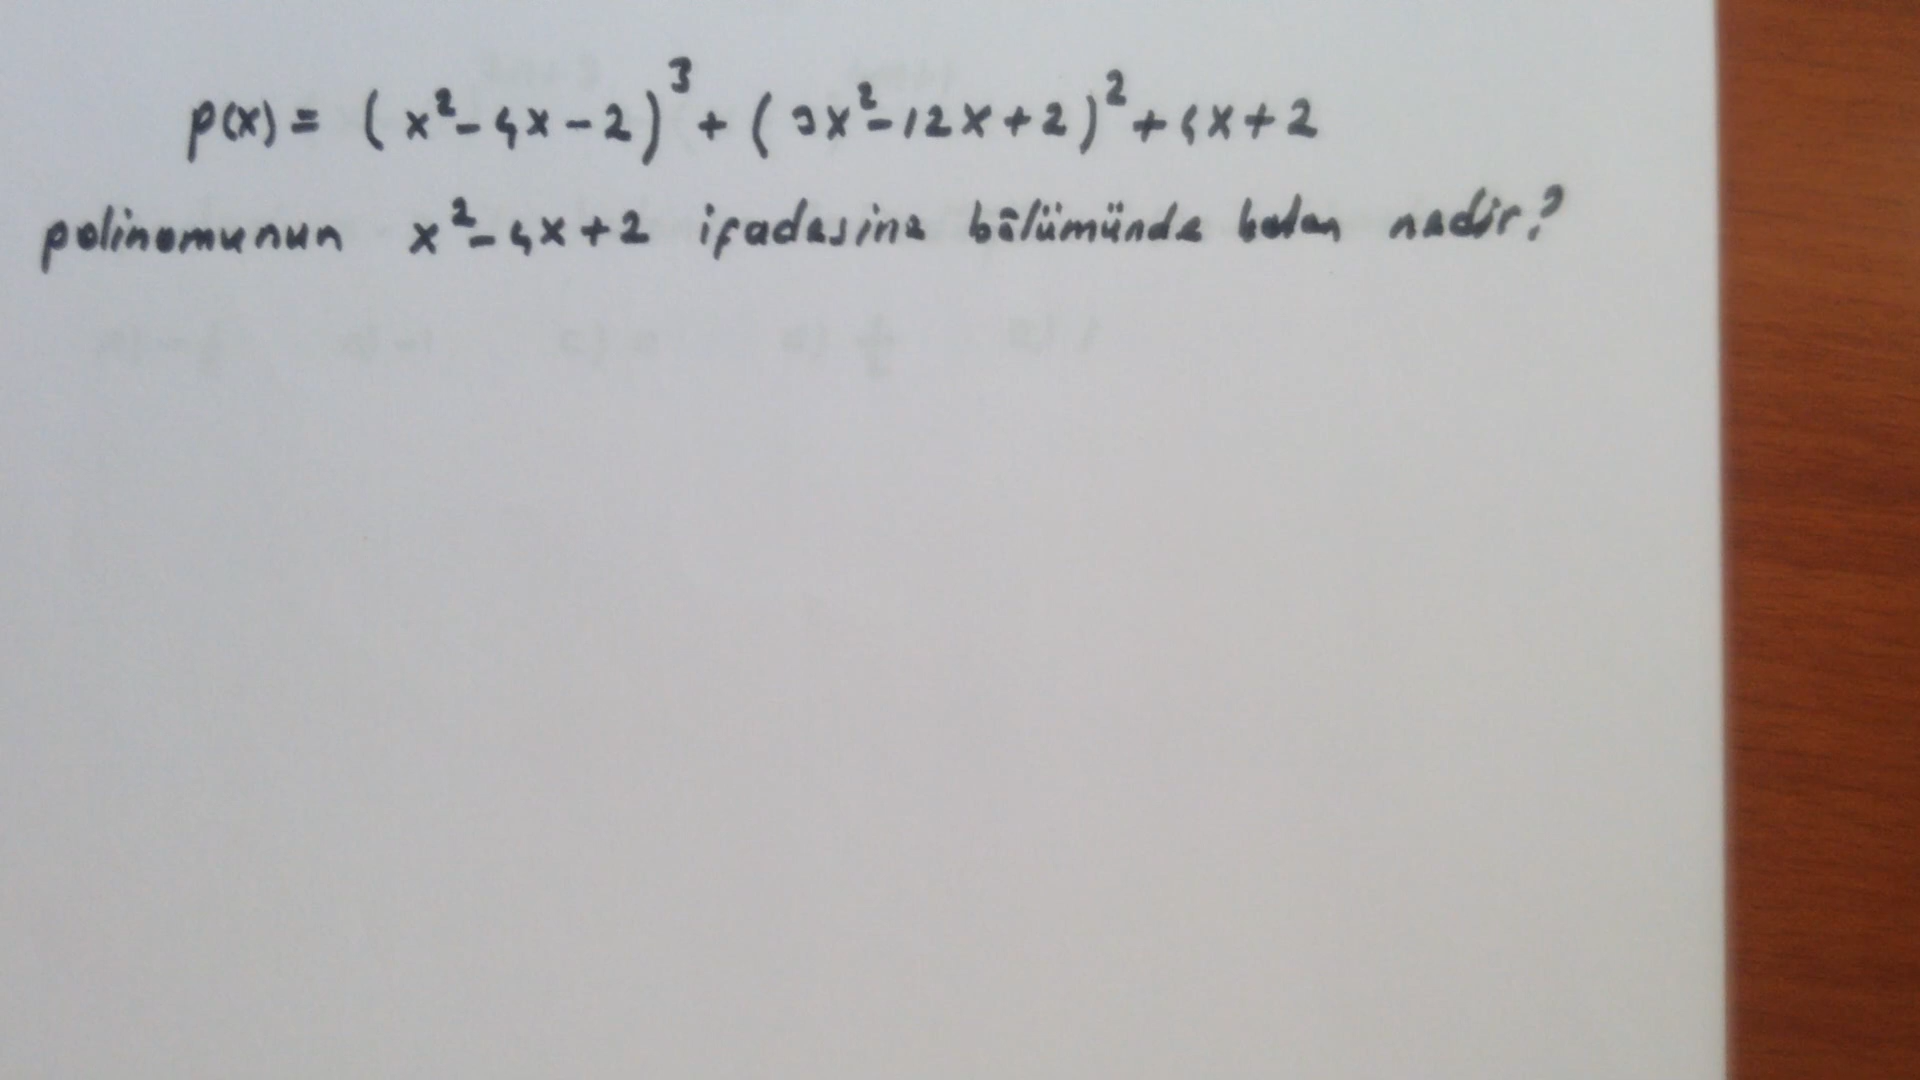 p(x) = (x²-4x-2)³+(3x²-12x+2)²+4x+2
polinomunun x²-4x+2 ifadesine bölümünde kalan nedir?